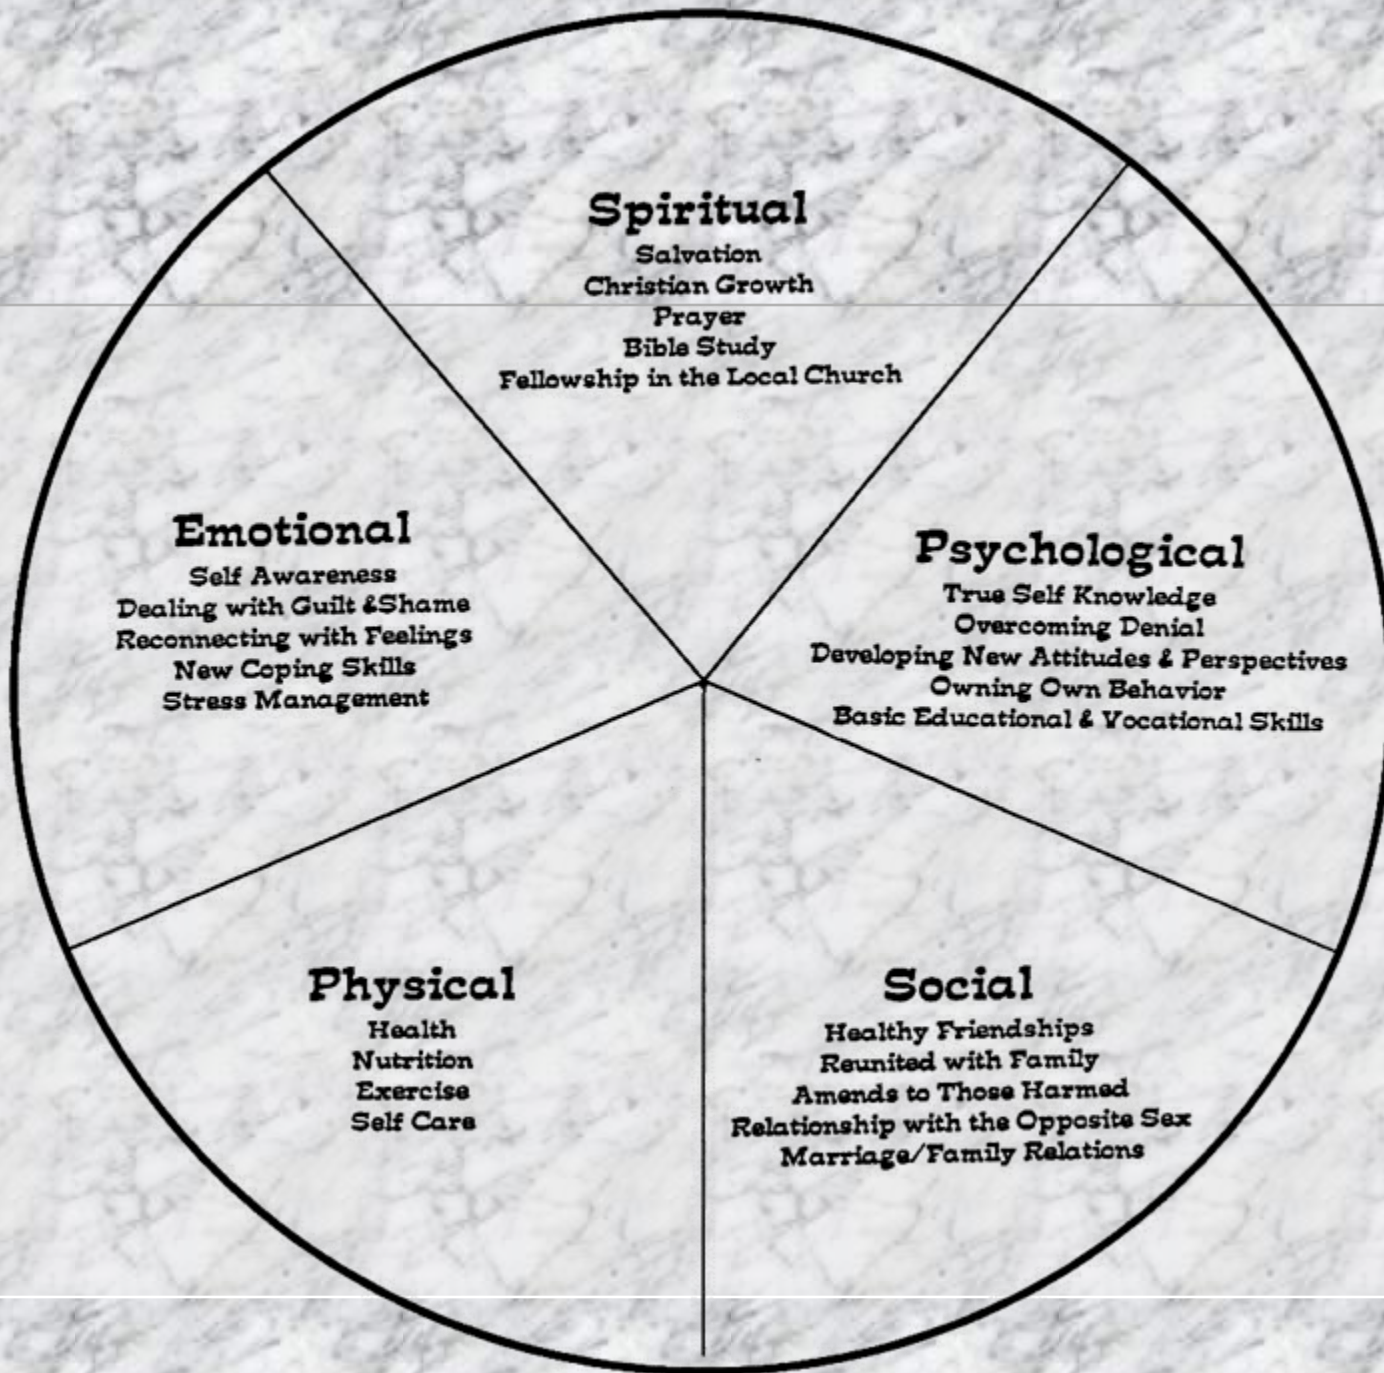 Spiritual
Salvation
Christian Growth
Prayer
Bible Study
Fellowship in the Local Church
Emotional
Self Awareness
Dealing with Guilt &Shame
Reconnecting with Feelings
New Coping Skills
Stress Management
Psychological
True Self Knowledge
Overcoming Denial
Developing New Attitudes & Perspectives
Owning Own Behavior
Basic Educational & Vocational Skills
Physical
Health
Nutrition
Exercise
Self Care
Social
Healthy Friendships
Reunited with Family
Amends to Those Harmed
Relationship with the Opposite Sex
Marriage/Family Relations